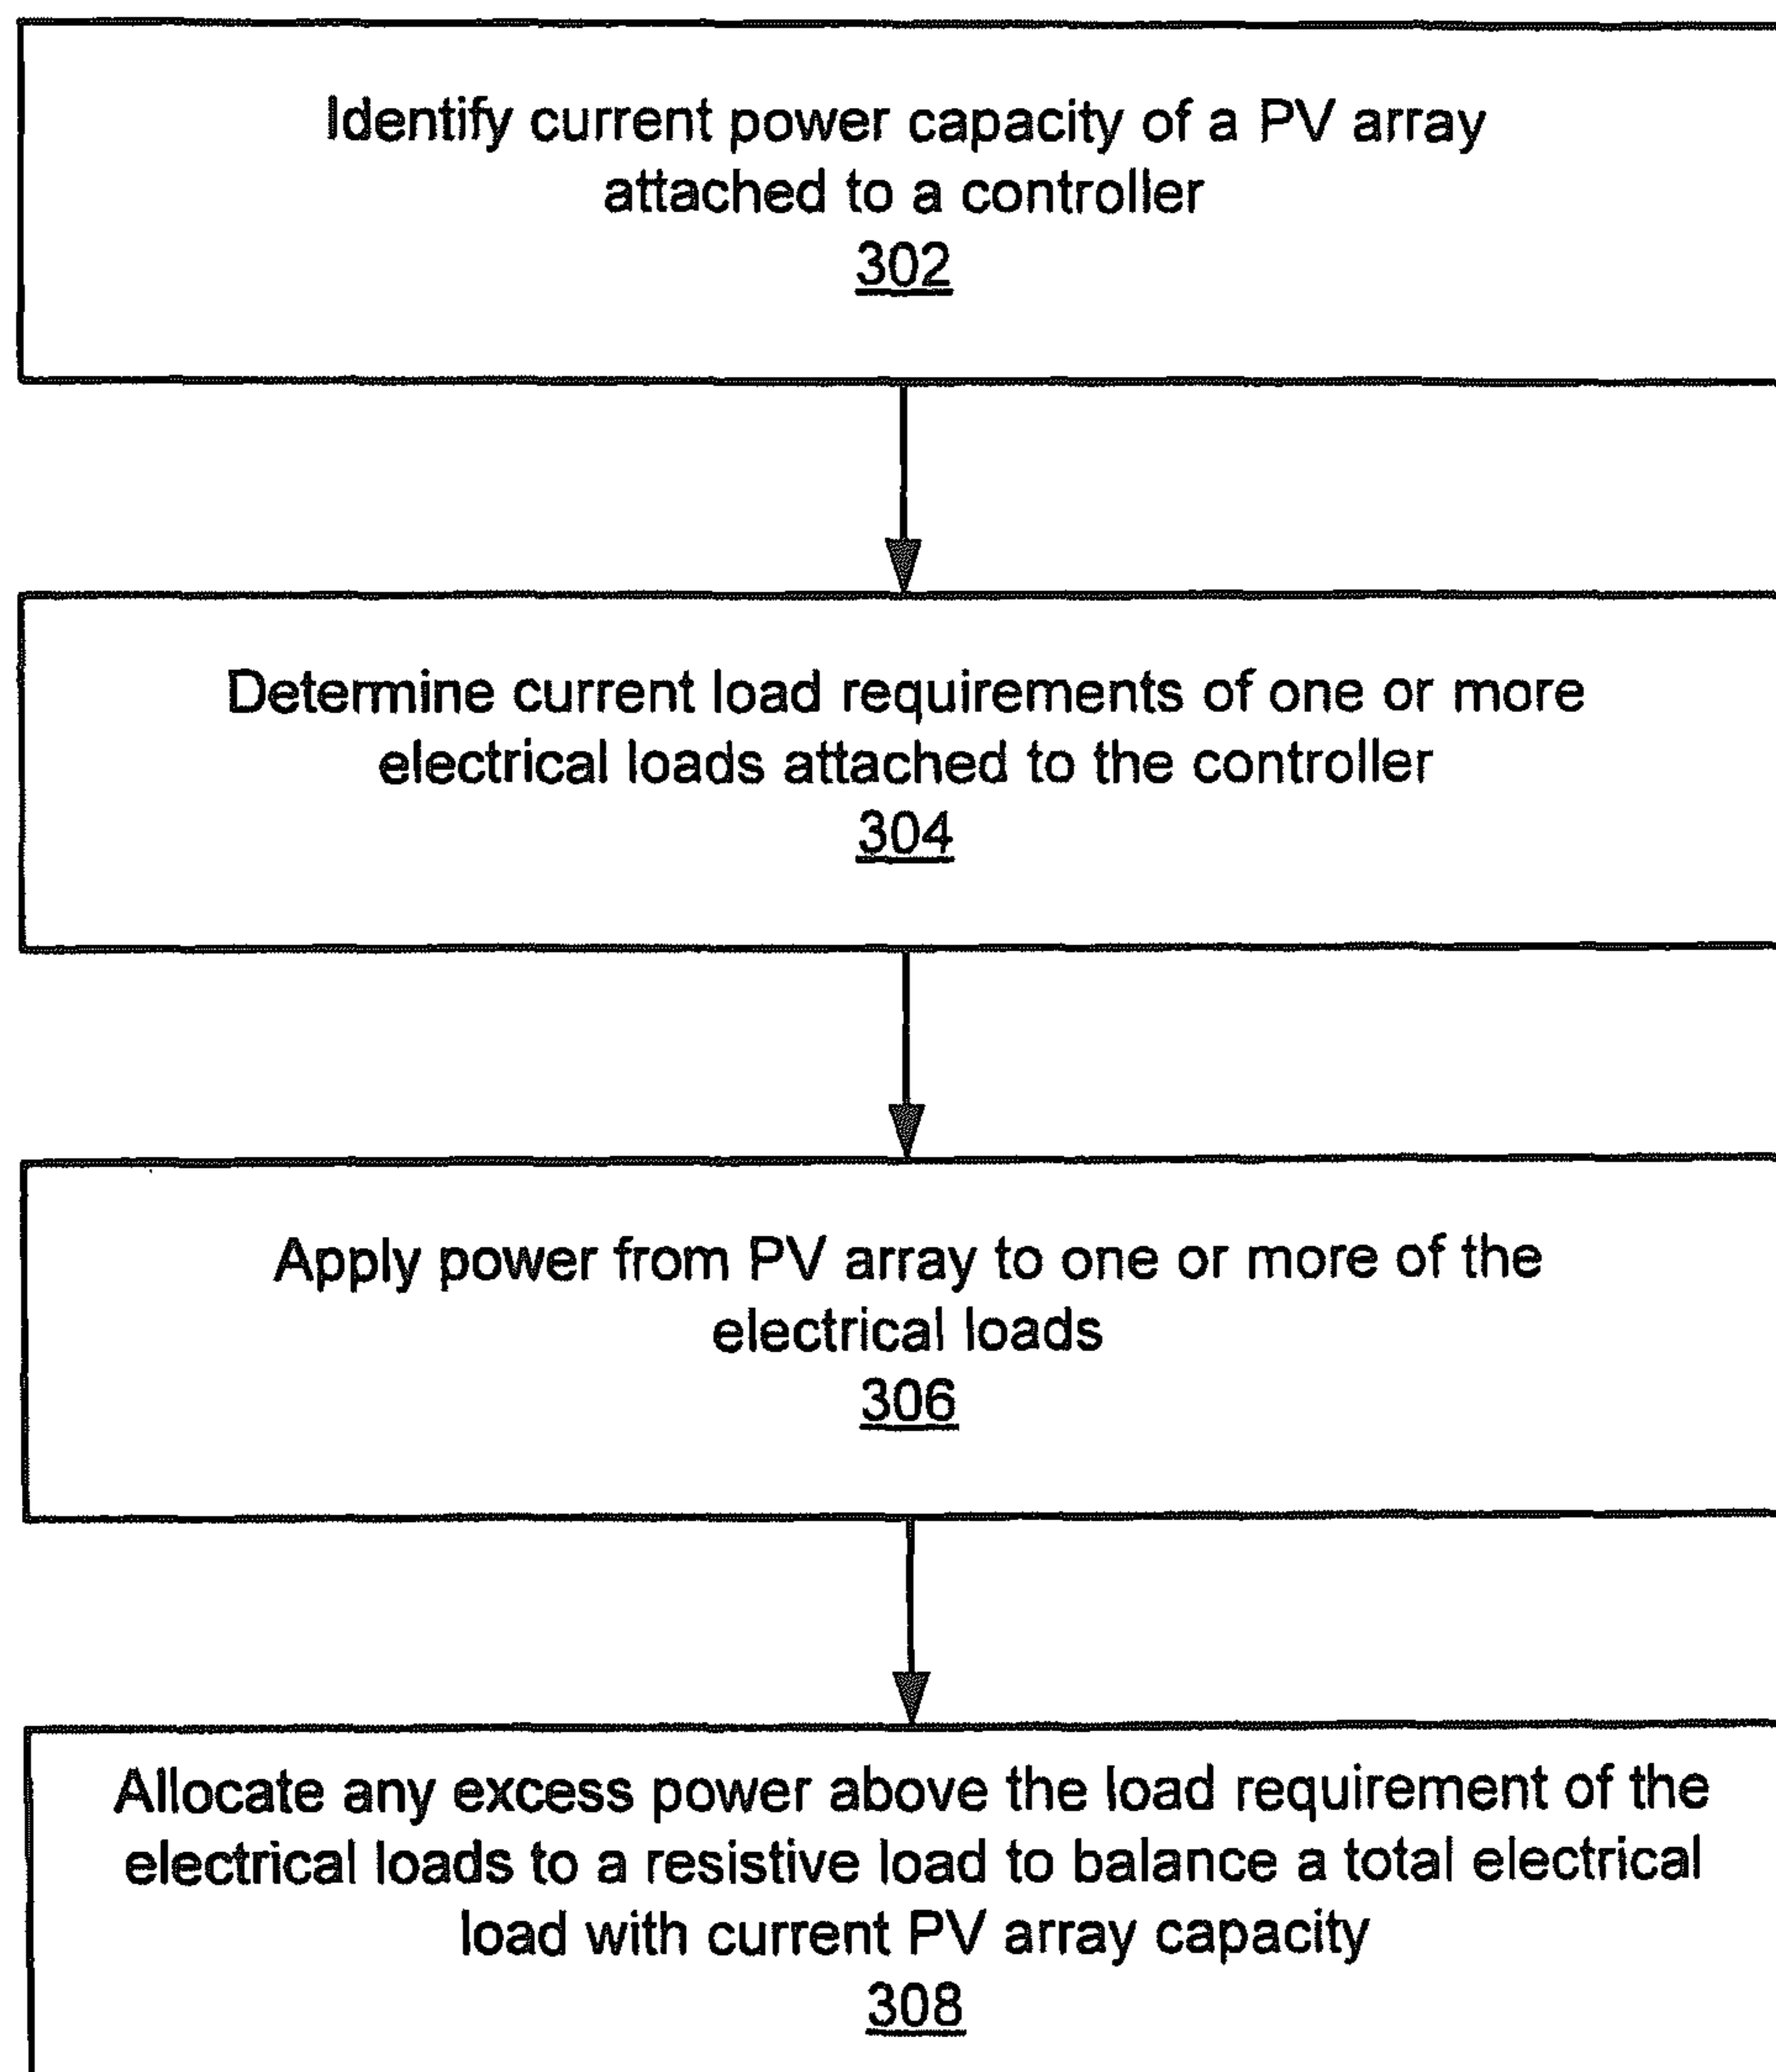 Identify current power capacity of a PV array
attached to a controller
302
Determine current load requirements of one or more
electrical loads attached to the controller
304
Apply power from PV array to one or more of the
electrical loads
306
Allocate any excess power above the load requirement of the
electrical loads to a resistive load to balance a total electrical
load with current PV array capacity
308